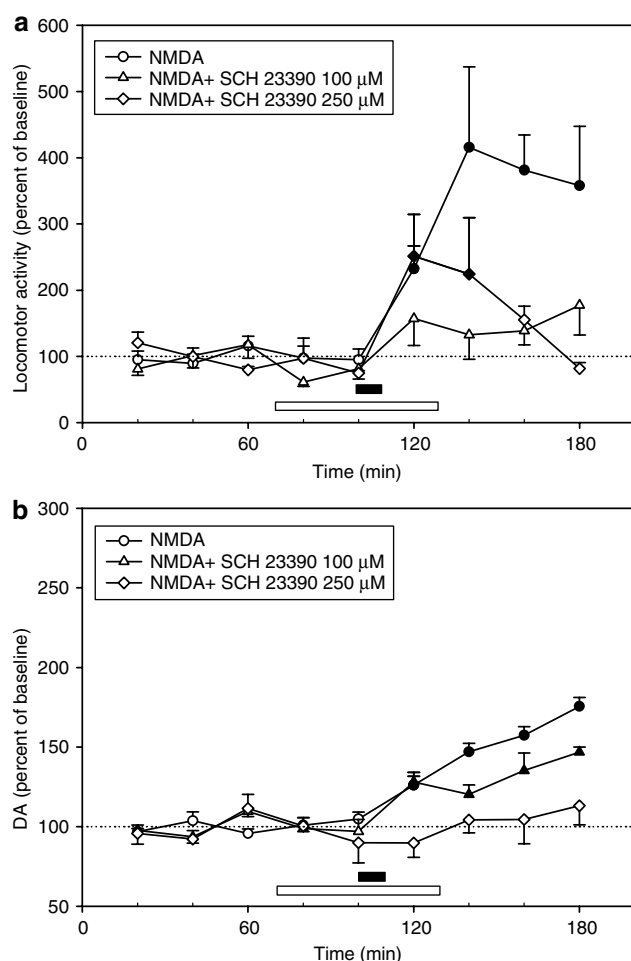 a
600
500
400
300
200
100
0
Locomotor activity (percent of baseline)
NMDA
NMDA+ SCH 23390 100 μM
NMDA+ SCH 23390 250 μM
0 60 120 180
Time (min)
b
300
250
200
150
100
50
DA (percent of baseline)
NMDA
NMDA+ SCH 23390 100 μM
NMDA+ SCH 23390 250 μM
0 60 120 180
Time (min)